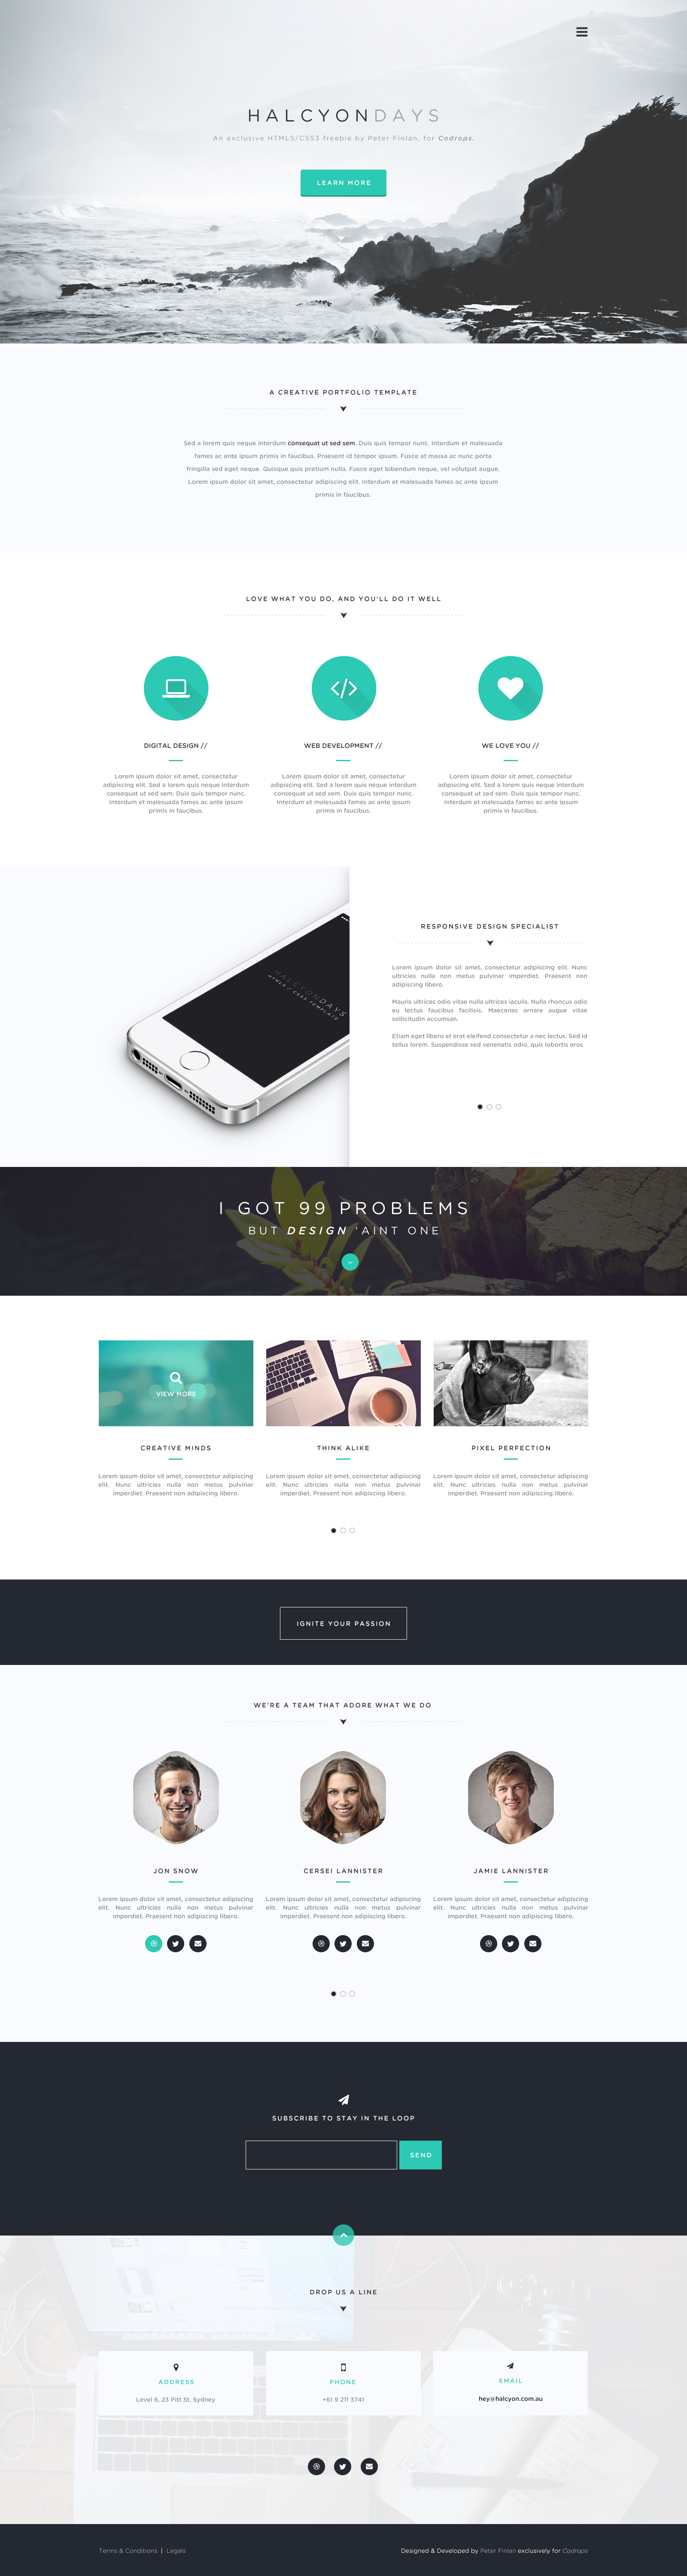 HALCYONDAYS
An exclusive HTML5/CSS3 freebie by Peter Finlan, for Codrops.
LEARN MORE
A CREATIVE PORTFOLIO TEMPLATE
Sed a lorem quis neque interdum consequat ut sed sem. Duis quis tempor nunc. Interdum et malesuada
fames ac ante ipsum primis in faucibus. Praesent id tempor ipsum. Fusce at massa ac nunc porta
fringilla sed eget neque. Quisque quis pretium nulla. Fusce eget bibendum neque, vel volutpat augue.
Lorem ipsum dolor sit amet, consectetur adipiscing elit. Interdum et malesuada fames ac ante ipsum
primis in faucibus.
LOVE WHAT YOU DO, AND YOU'LL DO IT WELL
DIGITAL DESIGN //
Lorem ipsum dolor sit amet, consectetur
adipiscing elit. Sed a lorem quis neque interdum
consequat ut sed sem. Duis quis tempor nunc.
Interdum et malesuada fames ac ante ipsum
primis in faucibus.
WEB DEVELOPMENT //
Lorem ipsum dolor sit amet, consectetur
adipiscing elit. Sed a lorem quis neque interdum
consequat ut sed sem. Duis quis tempor nunc.
Interdum et malesuada fames ac ante ipsum
primis in faucibus.
WE LOVE YOU //
Lorem ipsum dolor sit amet, consectetur
adipiscing elit. Sed a lorem quis neque interdum
consequat ut sed sem. Duis quis tempor nunc.
Interdum et malesuada fames ac ante ipsum
primis in faucibus.
HALCYONDAYS
HTML5 / CSS3 TEMPLATE
RESPONSIVE DESIGN SPECIALIST
Lorem ipsum dolor sit amet, consectetur adipiscing elit. Nunc
ultricies nulla non metus pulvinar imperdiet. Praesent non
adipiscing libero.
Mauris ultrices odio vitae nulla ultrices iaculis. Nulla rhoncus odio
eu lectus faucibus facilisis. Maecenas ornare augue vitae
sollicitudin accumsan.
Etiam eget libero et erat eleifend consectetur a nec lectus. Sed id
tellus lorem. Suspendisse sed venenatis odio, quis lobortis eros.
I GOT 99 PROBLEMS
BUT DESIGN 'AINT ONE
VIEW MORE
CREATIVE MINDS
Lorem ipsum dolor sit amet, consectetur adipiscing
elit. Nunc ultricies nulla non metus pulvinar
imperdiet. Praesent non adipiscing libero.
THINK ALIKE
Lorem ipsum dolor sit amet, consectetur adipiscing
elit. Nunc ultricies nulla non metus pulvinar
imperdiet. Praesent non adipiscing libero.
PIXEL PERFECTION
Lorem ipsum dolor sit amet, consectetur adipiscing
elit. Nunc ultricies nulla non metus pulvinar
imperdiet. Praesent non adipiscing libero.
IGNITE YOUR PASSION
WE'RE A TEAM THAT ADORE WHAT WE DO
JON SNOW
Lorem ipsum dolor sit amet, consectetur adipiscing
elit. Nunc ultricies nulla non metus pulvinar
imperdiet. Praesent non adipiscing libero.
CERSEI LANNISTER
Lorem ipsum dolor sit amet, consectetur adipiscing
elit. Nunc ultricies nulla non metus pulvinar
imperdiet. Praesent non adipiscing libero.
JAMIE LANNISTER
Lorem ipsum dolor sit amet, consectetur adipiscing
elit. Nunc ultricies nulla non metus pulvinar
imperdiet. Praesent non adipiscing libero.
SUBSCRIBE TO STAY IN THE LOOP
SEND
DROP US A LINE
ADDRESS
Level 6, 23 Pitt St, Sydney
PHONE
+61 9 211 3741
EMAIL
hey@halcyon.com.au
Terms & Conditions | Legals
Designed & Developed by Peter Finlan exclusively for Codrops